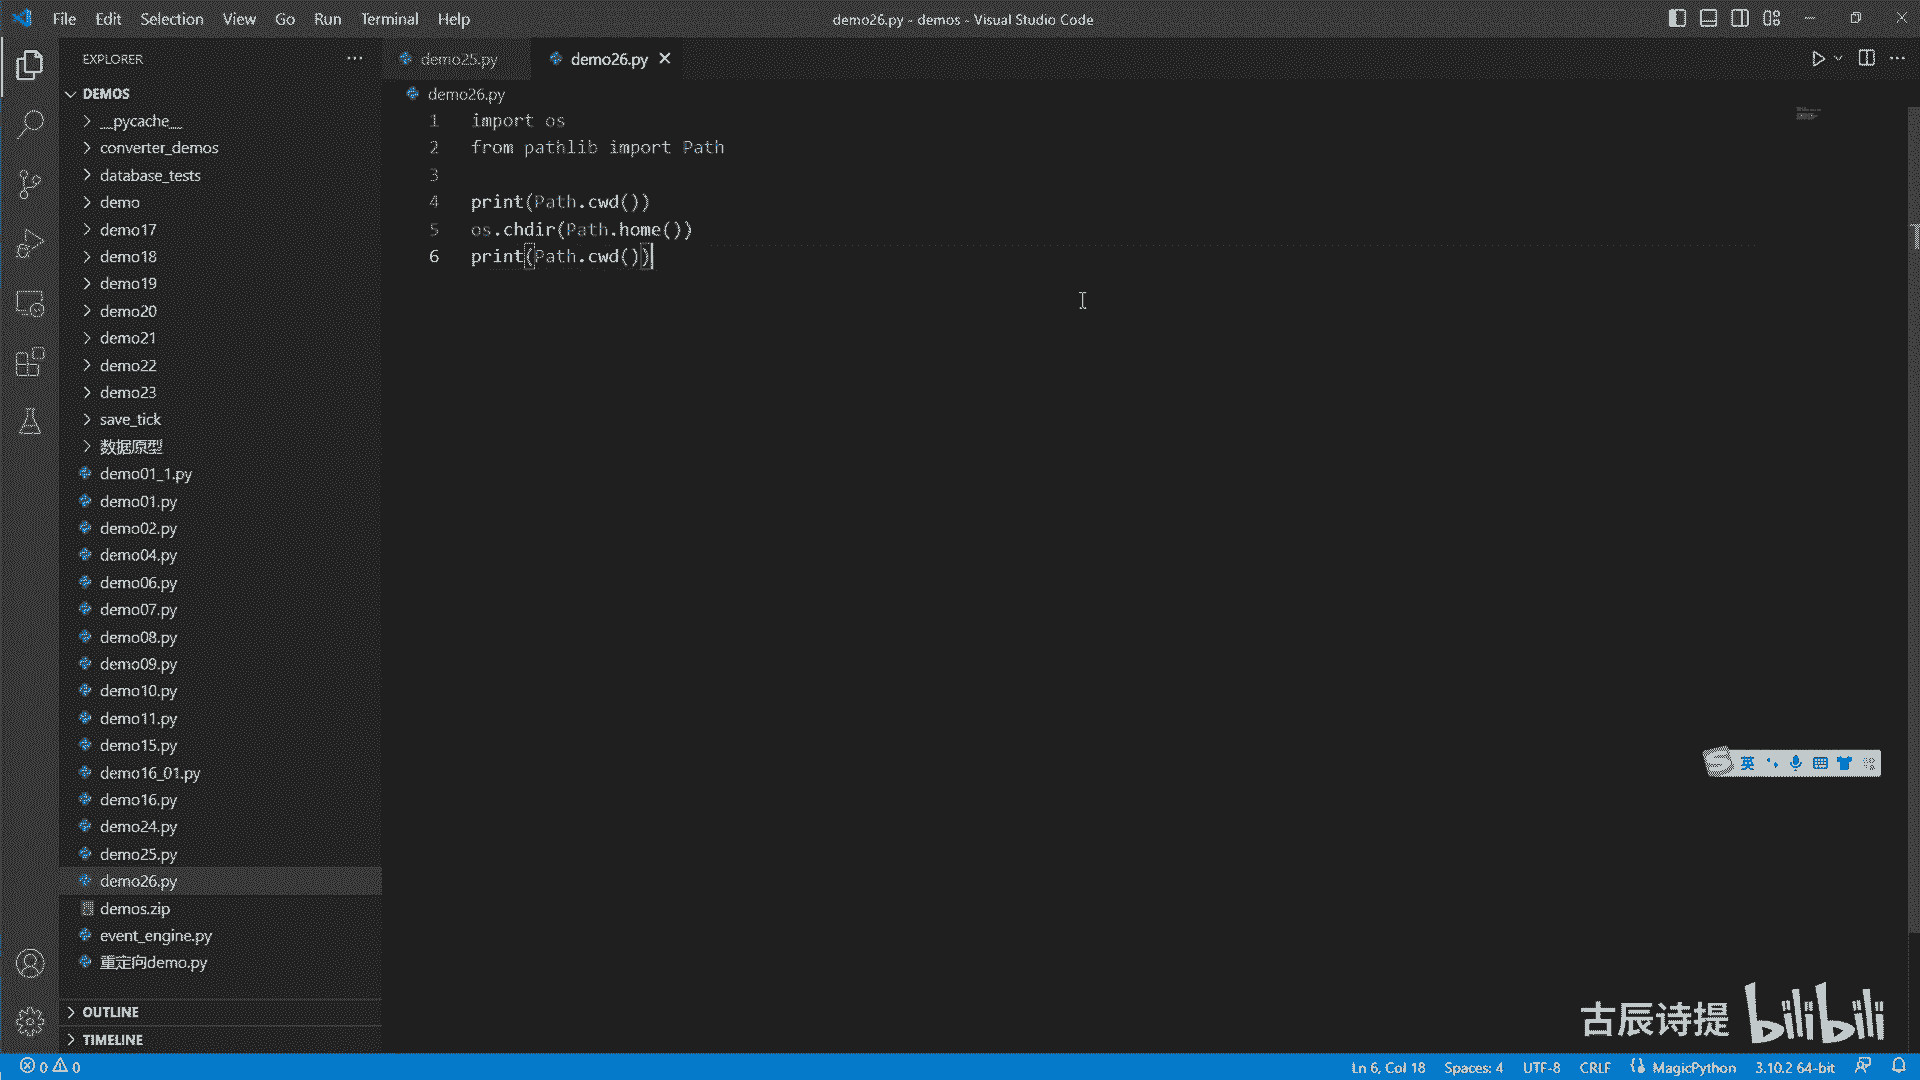 File Edit Selection View Go Run Terminal Help
demo26.py - demos - Visual Studio Code
EXPLORER
DEMOS
__pycache__
converter_demos
database_tests
demo
demo17
demo18
demo19
demo20
demo21
demo22
demo23
save_tick
数据原型
demo01_1.py
demo01.py
demo02.py
demo04.py
demo06.py
demo07.py
demo08.py
demo09.py
demo10.py
demo11.py
demo15.py
demo16_01.py
demo16.py
demo24.py
demo25.py
demo26.py
demos.zip
event_engine.py
重定向demo.py
OUTLINE
TIMELINE
demo25.py
demo26.py
demo26.py
1 import os
2 from pathlib import Path
3
4 print(Path.cwd())
5 os.chdir(Path.home())
6 print(Path.cwd())
英
古辰诗提 bilibili
0 0
Ln 6, Col 18 Spaces: 4 UTF-8 CRLF MagicPython 3.10.2 64-bit